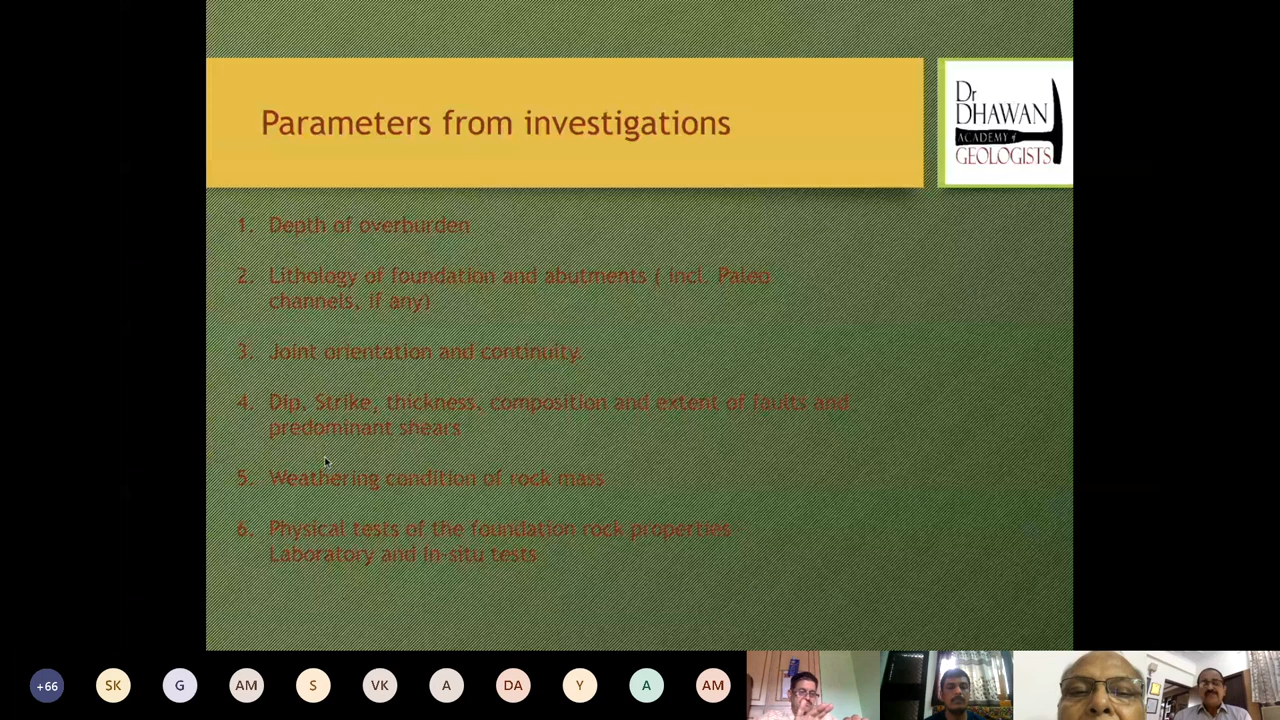 Parameters from investigations
Dr
DHAWAN
ACADEMY of
GEOLOGISTS
1. Depth of overburden
2. Lithology of foundation and abutments ( incl. Paleo
channels, if any)
3. Joint orientation and continuity.
4. Dip, Strike, thickness, composition and extent of faults and
predominant shears
5. Weathering condition of rock mass
6. Physical tests of the foundation rock properties –
Laboratory and In-situ tests
+66 SK G AM S VK A DA Y A AM